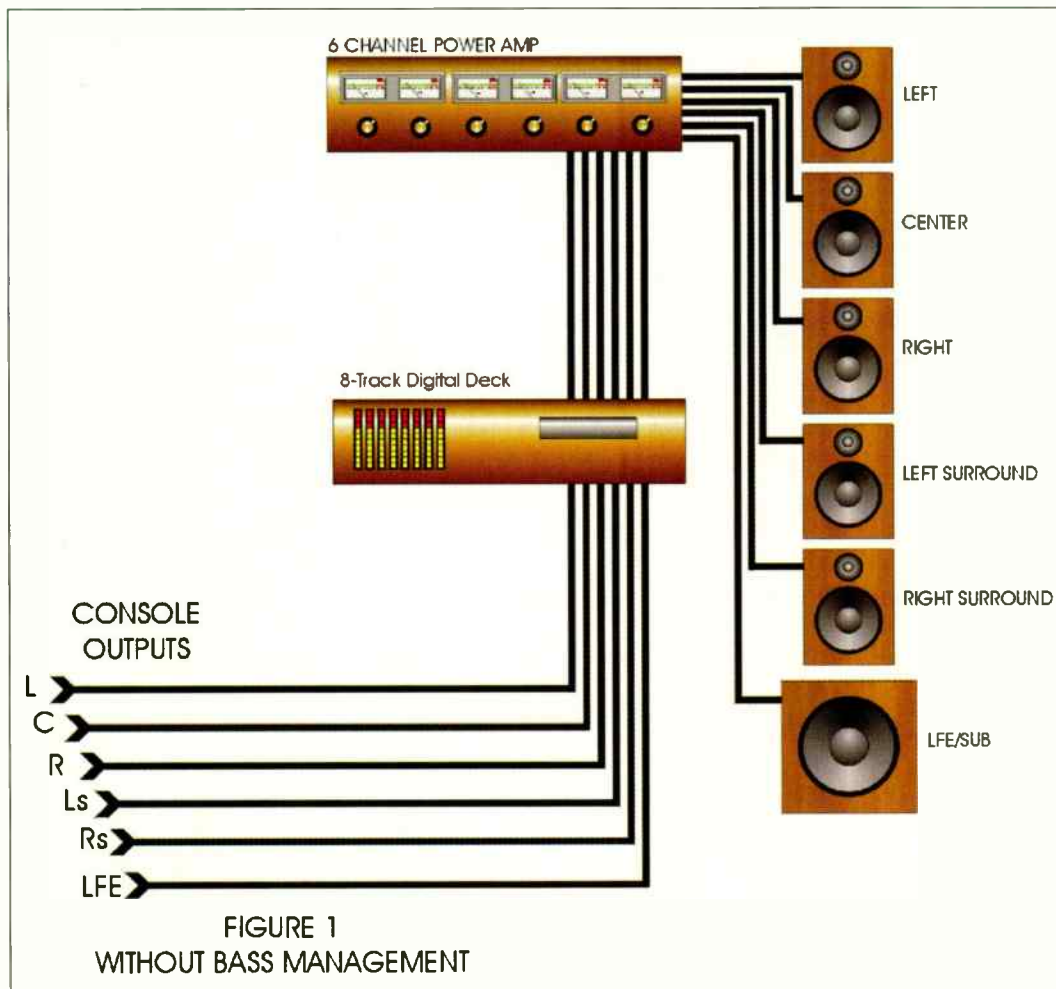 6 CHANNEL POWER AMP
LEFT
CENTER
RIGHT
8-Track Digital Deck
LEFT SURROUND
RIGHT SURROUND
LFE/SUB
CONSOLE
OUTPUTS
L
C
R
Ls
Rs
LFE
FIGURE 1
WITHOUT BASS MANAGEMENT